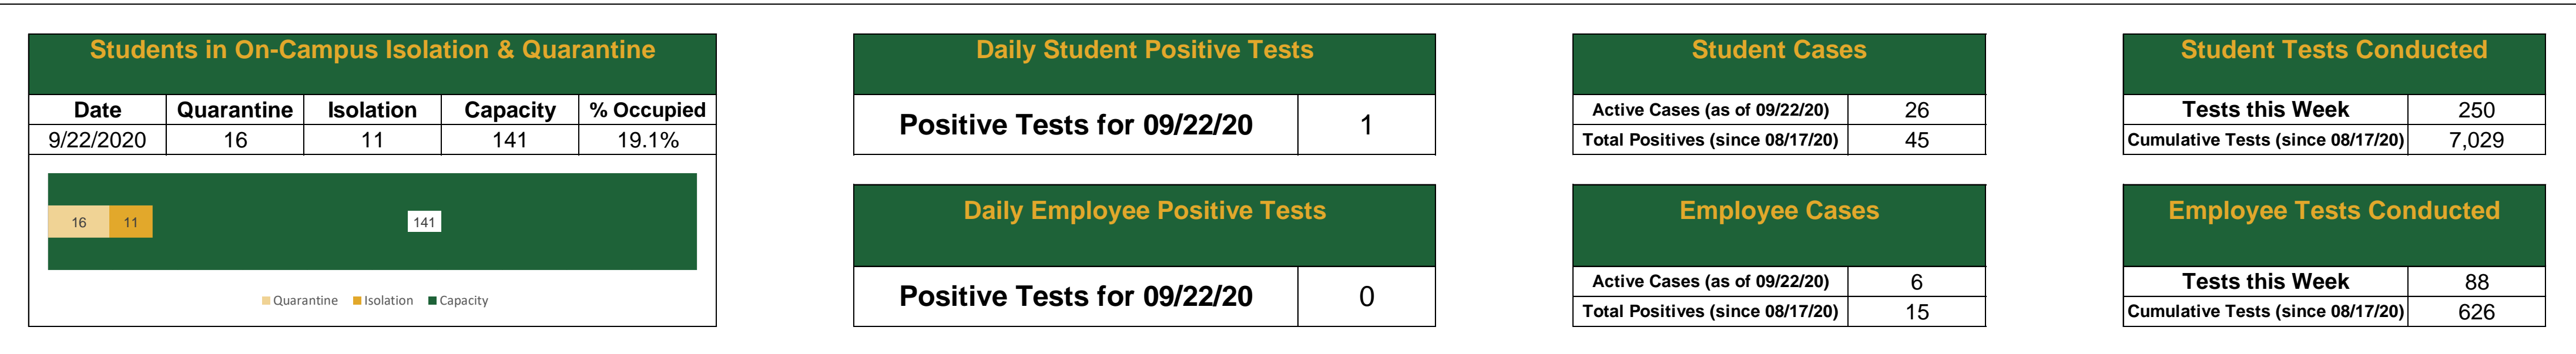 Students in On-Campus Isolation & Quarantine
Date Quarantine Isolation Capacity % Occupied
9/22/2020 16 11 141 19.1%
16 11 141
Quarantine Isolation Capacity
Daily Student Positive Tests
Positive Tests for 09/22/20 1
Daily Employee Positive Tests
Positive Tests for 09/22/20 0
Student Cases
Active Cases (as of 09/22/20) 26
Total Positives (since 08/17/20) 45
Employee Cases
Active Cases (as of 09/22/20) 6
Total Positives (since 08/17/20) 15
Student Tests Conducted
Tests this Week 250
Cumulative Tests (since 08/17/20) 7,029
Employee Tests Conducted
Tests this Week 88
Cumulative Tests (since 08/17/20) 626